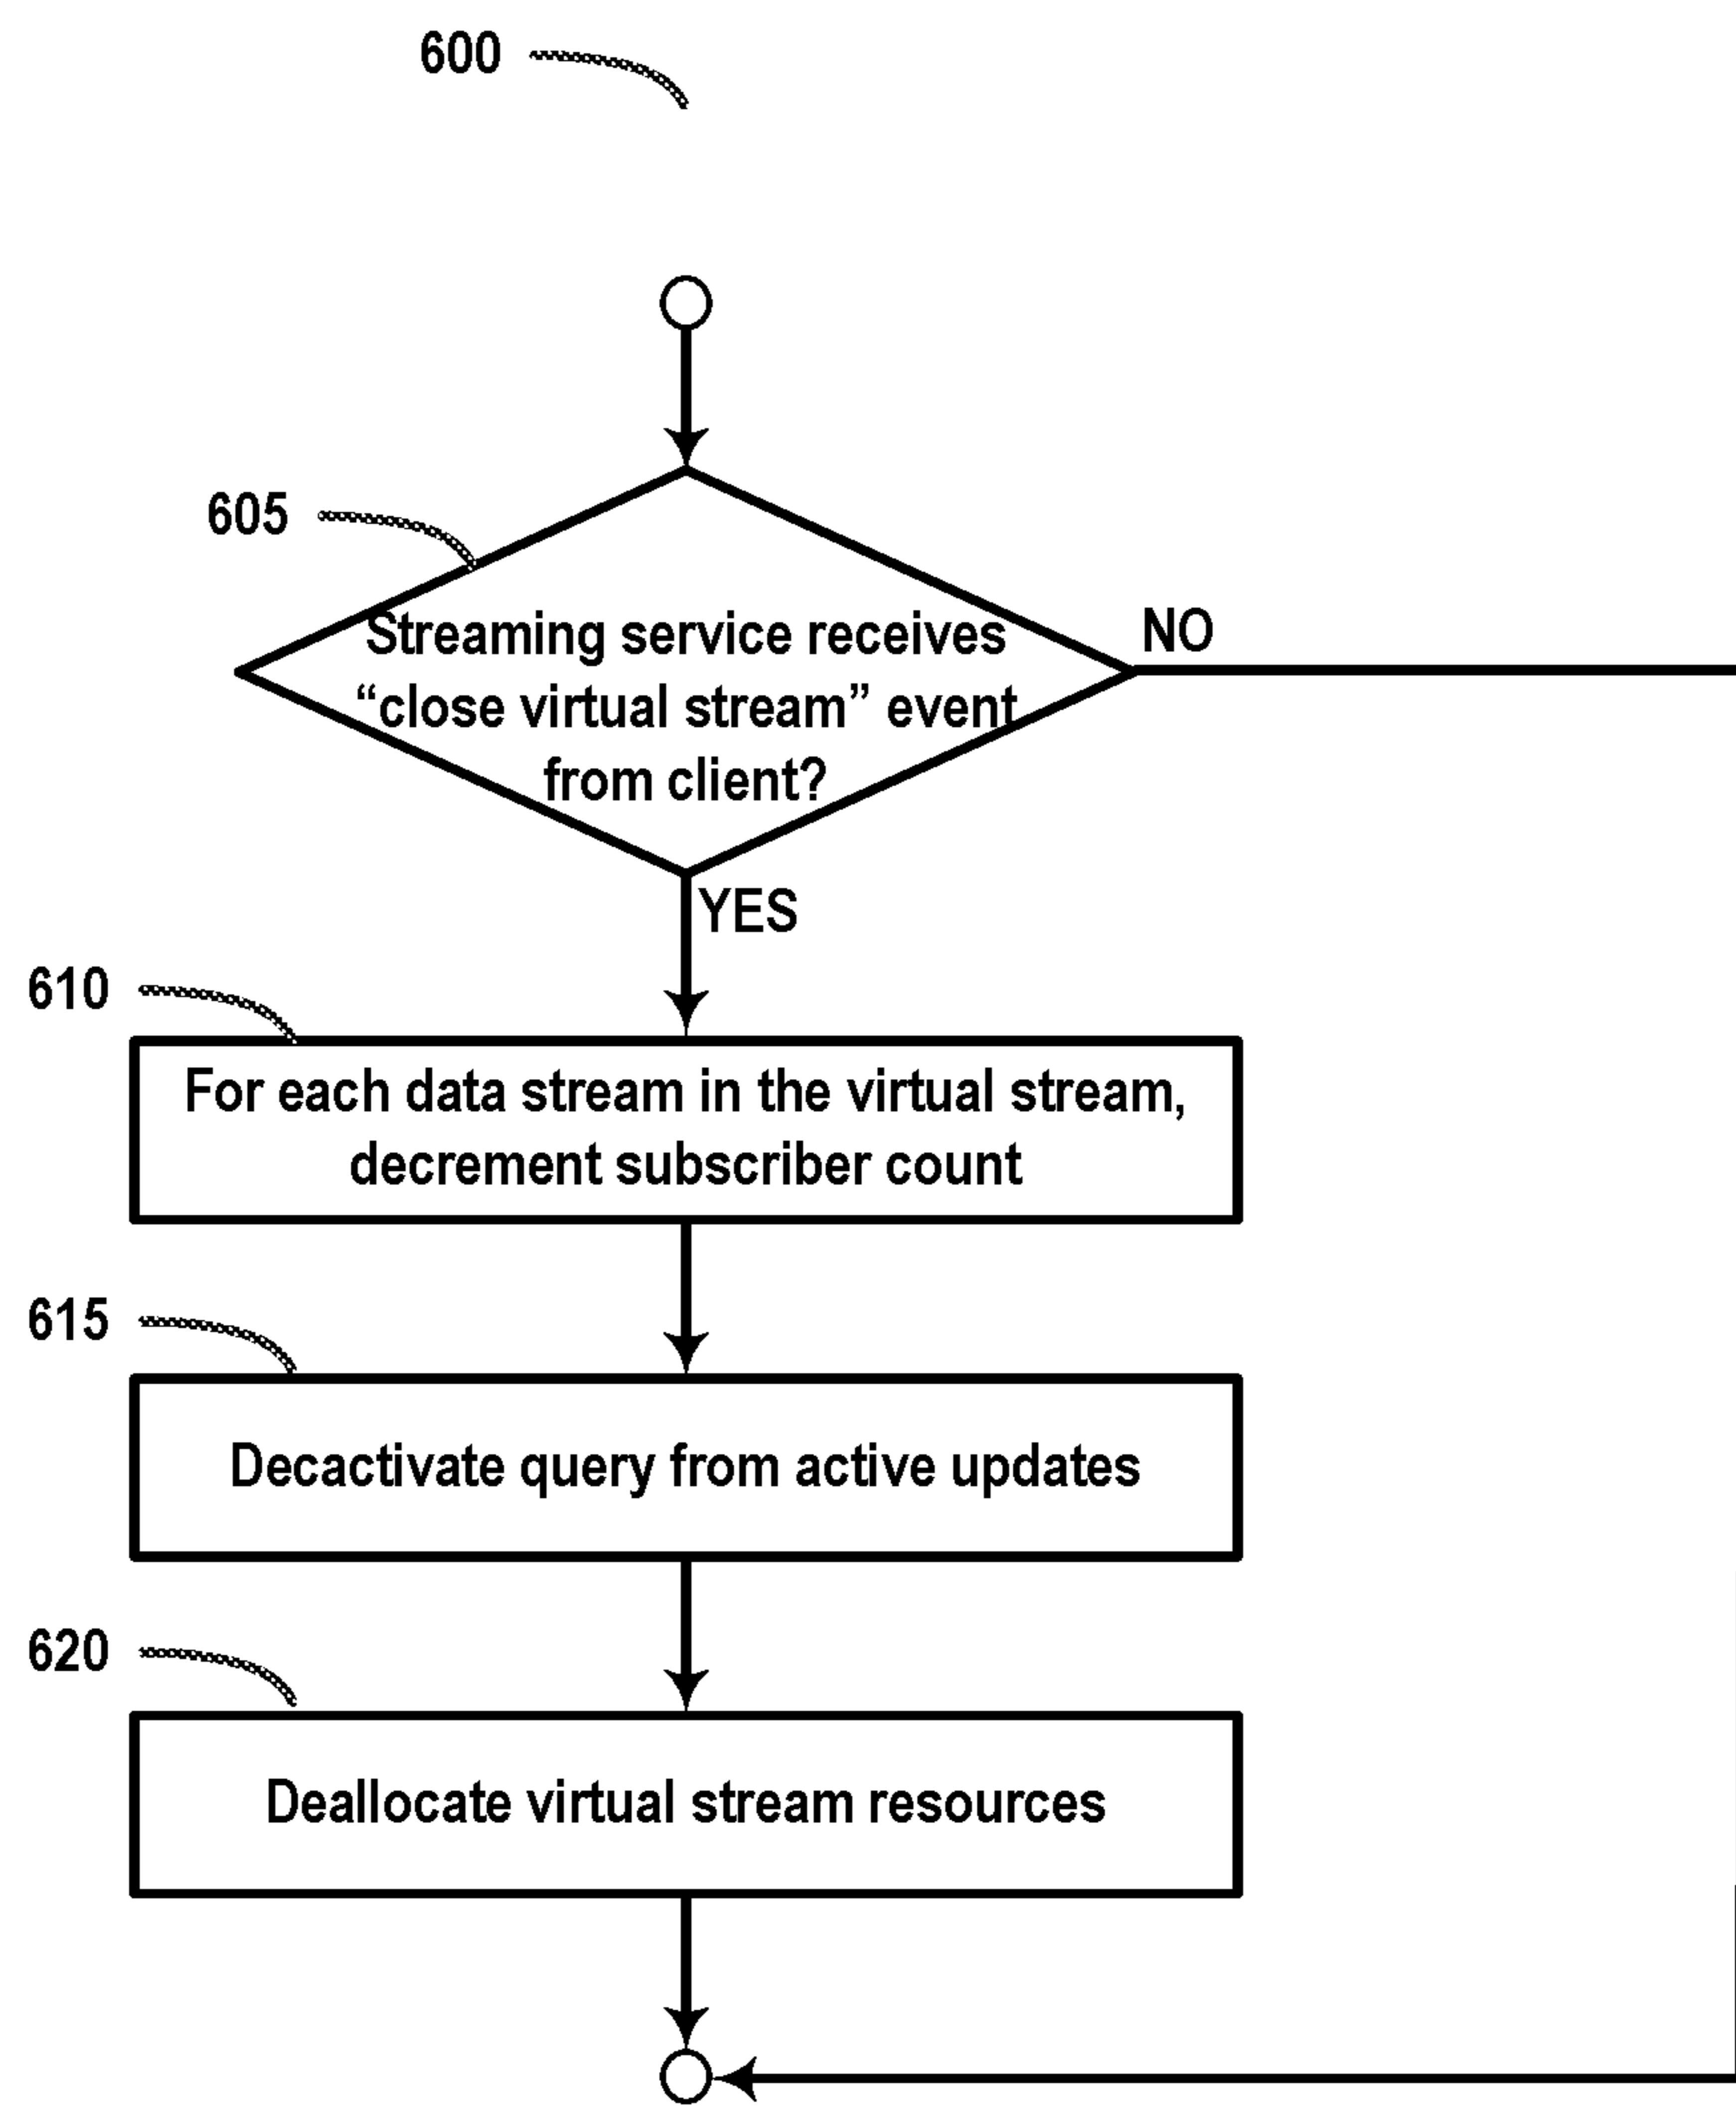 600
605
Streaming service receives
“close virtual stream” event
from client?
NO
YES
610
For each data stream in the virtual stream,
decrement subscriber count
615
Decactivate query from active updates
620
Deallocate virtual stream resources